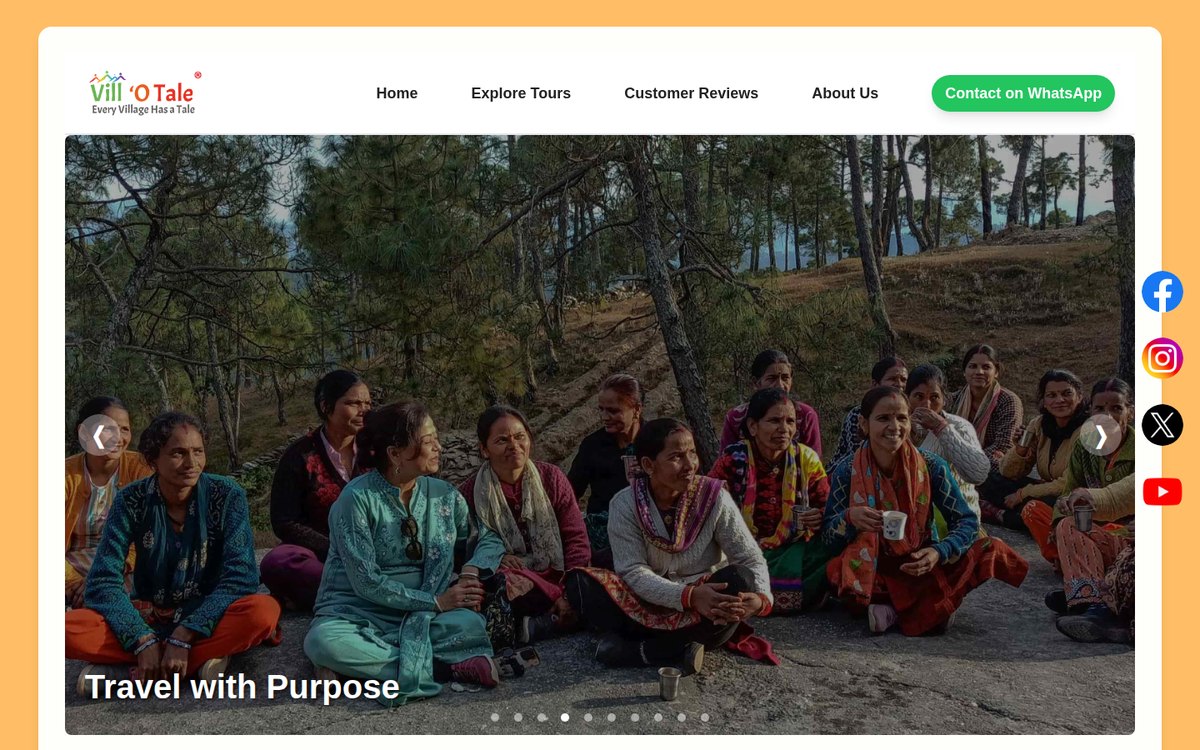 Vill 'O Tale ®
Every Village Has a Tale
Home
Explore Tours
Customer Reviews
About Us
Contact on WhatsApp
❮
❯
Travel with Purpose